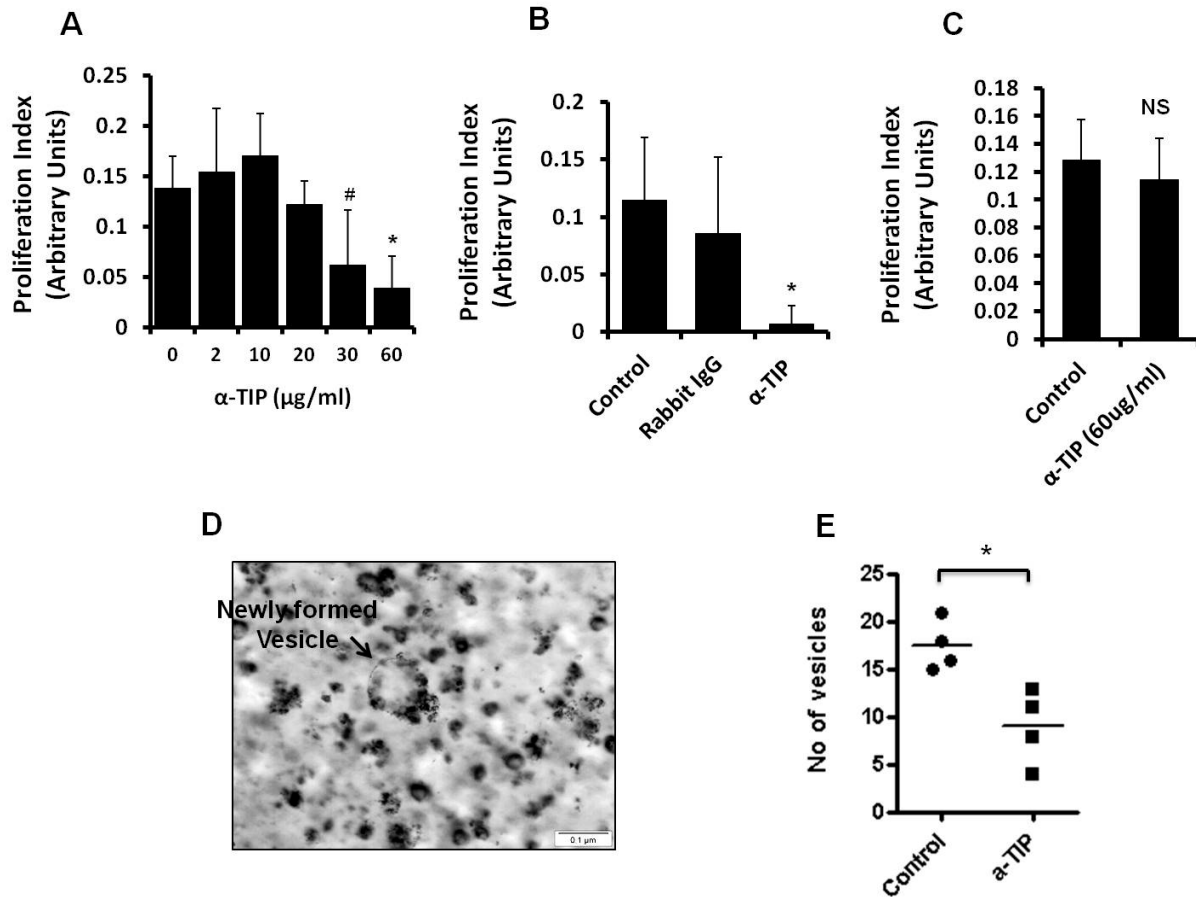 A
Proliferation Index
(Arbitrary Units)
0.25
0.2
0.15
0.1
0.05
0
#
*
0 2 10 20 30 60
α-TIP (μg/ml)
B
Proliferation Index
(Arbitrary Units)
0.2
0.15
0.1
0.05
0
*
Control
Rabbit IgG
α-TIP
C
Proliferation Index
(Arbitrary Units)
0.18
0.16
0.14
0.12
0.1
0.08
0.06
0.04
0.02
0
NS
Control
α-TIP (60ug/ml)
D
Newly formed
Vesicle
0.1 μm
E
No of vesicles
25
20
15
10
5
0
*
Control
a-TIP